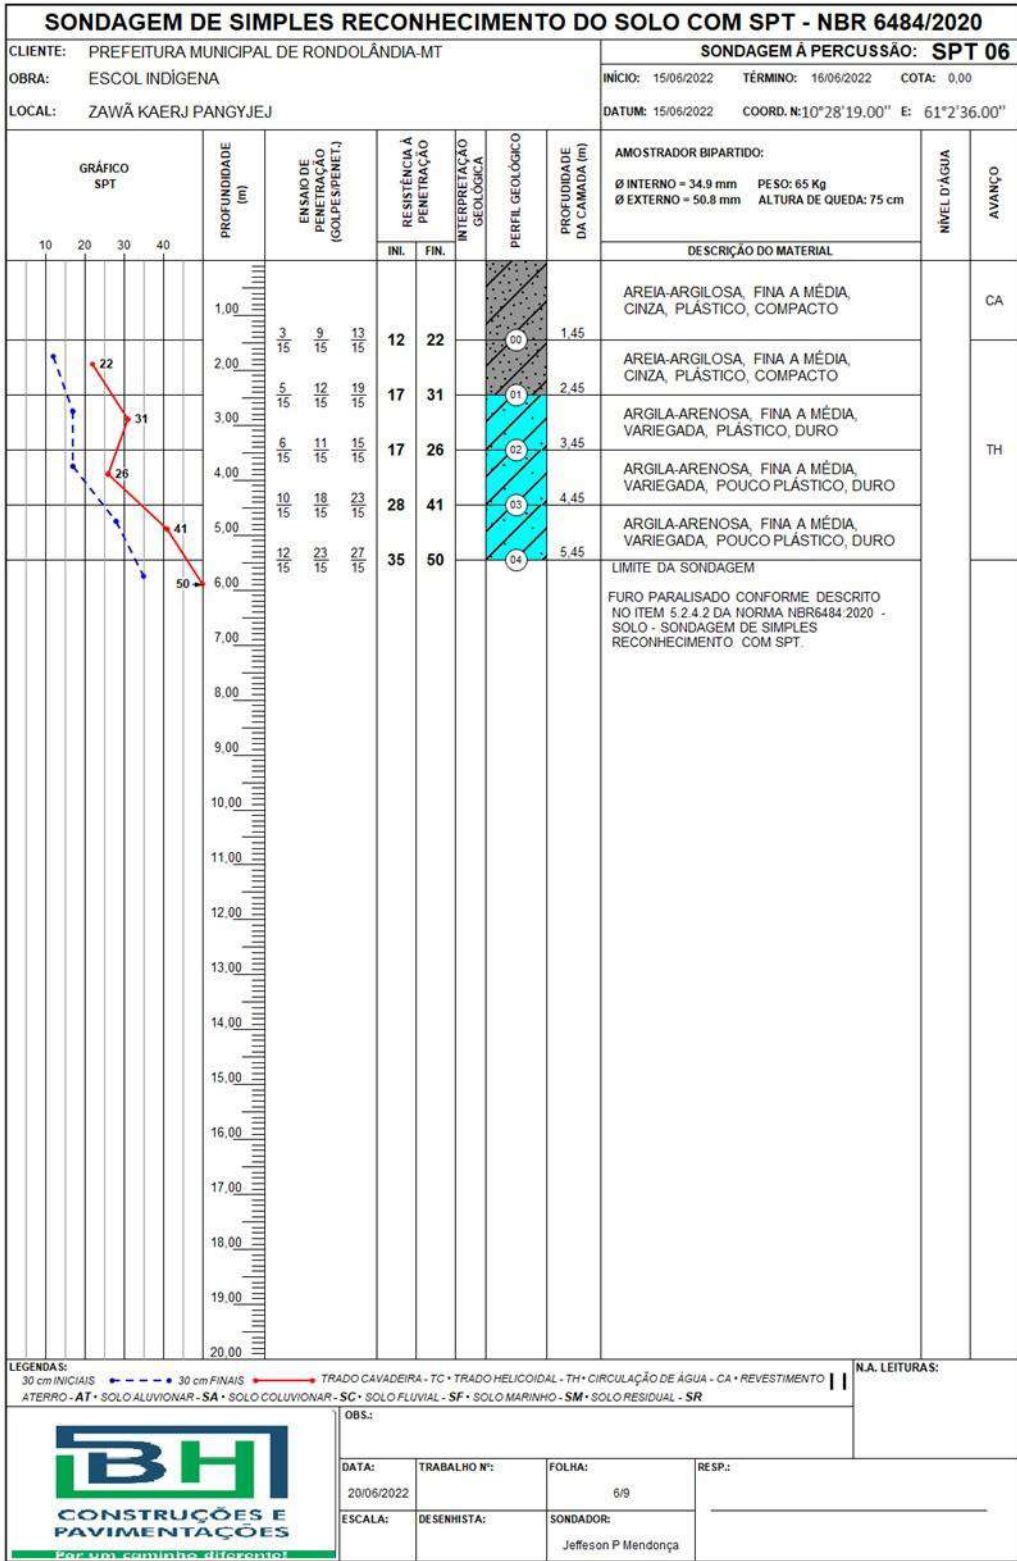 SONDAGEM DE SIMPLES RECONHECIMENTO DO SOLO COM SPT - NBR 6484/2020
CLIENTE: PREFEITURA MUNICIPAL DE RONDOLÂNDIA-MT
SONDAGEM À PERCUSSÃO: SPT 06
OBRA: ESCOL INDÍGENA
INÍCIO: 15/06/2022 TÉRMINO: 16/06/2022 COTA: 0,00
LOCAL: ZAWÃ KAERJ PANGYJEJ
DATUM: 15/06/2022 COORD. N:10°28'19.00" E: 61°2'36.00"
GRÁFICO
SPT
10 20 30 40
PROFUNDIDADE
(m)
ENSAIO DE
PENETRAÇÃO
(GOLPES/PENET.)
RESISTÊNCIA À
PENETRAÇÃO
INI. FIN.
INTERPRETAÇÃO
GEOLÓGICA
PERFIL GEOLÓGICO
PROFUDIDADE
DA CAMADA (m)
AMOSTRADOR BIPARTIDO:
Ø INTERNO = 34.9 mm PESO: 65 Kg
Ø EXTERNO = 50.8 mm ALTURA DE QUEDA: 75 cm
DESCRIÇÃO DO MATERIAL
NÍVEL D'ÁGUA
AVANÇO
AREIA-ARGILOSA, FINA A MÉDIA,
CINZA, PLÁSTICO, COMPACTO
CA
1,00
3/15 9/15 13/15 12 22 00 1,45
2,00
22
AREIA-ARGILOSA, FINA A MÉDIA,
CINZA, PLÁSTICO, COMPACTO
5/15 12/15 19/15 17 31 01 2,45
3,00
31
ARGILA-ARENOSA, FINA A MÉDIA,
VARIEGADA, PLÁSTICO, DURO
6/15 11/15 15/15 17 26 02 3,45
TH
4,00
26
ARGILA-ARENOSA, FINA A MÉDIA,
VARIEGADA, POUCO PLÁSTICO, DURO
10/15 18/15 23/15 28 41 03 4,45
5,00
41
ARGILA-ARENOSA, FINA A MÉDIA,
VARIEGADA, POUCO PLÁSTICO, DURO
12/15 23/15 27/15 35 50 04 5,45
LIMITE DA SONDAGEM
50 6,00
FURO PARALISADO CONFORME DESCRITO
NO ITEM 5.2.4.2 DA NORMA NBR6484:2020 -
SOLO - SONDAGEM DE SIMPLES
RECONHECIMENTO COM SPT.
7,00
8,00
9,00
10,00
11,00
12,00
13,00
14,00
15,00
16,00
17,00
18,00
19,00
20,00
LEGENDAS:
30 cm INICIAIS 30 cm FINAIS TRADO CAVADEIRA - TC • TRADO HELICOIDAL - TH • CIRCULAÇÃO DE ÁGUA - CA • REVESTIMENTO
ATERRO - AT • SOLO ALUVIONAR - SA • SOLO COLUVIONAR - SC • SOLO FLUVIAL - SF • SOLO MARINHO - SM • SOLO RESIDUAL - SR
N.A. LEITURAS:
BH
CONSTRUÇÕES E
PAVIMENTAÇÕES
Por um caminho diferente!
OBS.:
DATA: TRABALHO Nº: FOLHA: RESP.:
20/06/2022 6/9
ESCALA: DESENHISTA: SONDADOR:
Jeffeson P Mendonça